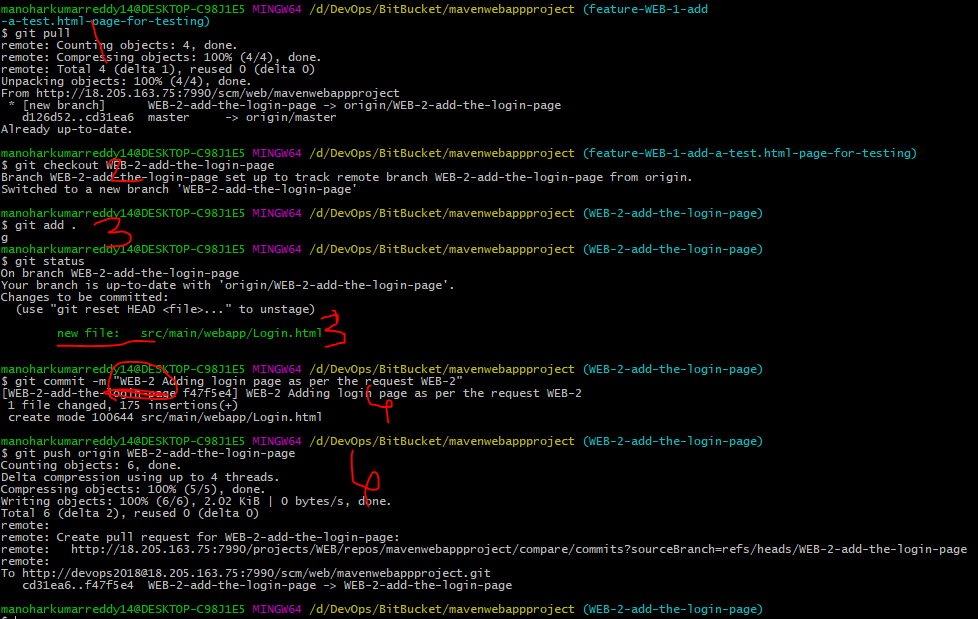 manoharkumarreddy14@DESKTOP-C98J1E5 MINGW64 /d/DevOps/BitBucket/mavenwebappproject (feature-WEB-1-add
-a-test.html-page-for-testing)
$ git pull
remote: Counting objects: 4, done.
remote: Compressing objects: 100% (4/4), done.
remote: Total 4 (delta 1), reused 0 (delta 0)
Unpacking objects: 100% (4/4), done.
From http://18.205.163.75:7990/scm/web/mavenwebappproject
* [new branch] WEB-2-add-the-login-page -> origin/WEB-2-add-the-login-page
d126d52..cd31ea6 master -> origin/master
Already up-to-date.
manoharkumarreddy14@DESKTOP-C98J1E5 MINGW64 /d/DevOps/BitBucket/mavenwebappproject (feature-WEB-1-add-a-test.html-page-for-testing)
$ git checkout WEB-2-add-the-login-page
2
Branch WEB-2-add-the-login-page set up to track remote branch WEB-2-add-the-login-page from origin.
Switched to a new branch 'WEB-2-add-the-login-page'
manoharkumarreddy14@DESKTOP-C98J1E5 MINGW64 /d/DevOps/BitBucket/mavenwebappproject (WEB-2-add-the-login-page)
$ git add .
3
g
manoharkumarreddy14@DESKTOP-C98J1E5 MINGW64 /d/DevOps/BitBucket/mavenwebappproject (WEB-2-add-the-login-page)
$ git status
On branch WEB-2-add-the-login-page
Your branch is up-to-date with 'origin/WEB-2-add-the-login-page'.
Changes to be committed:
(use "git reset HEAD <file>..." to unstage)
new file: src/main/webapp/Login.html
3
manoharkumarreddy14@DESKTOP-C98J1E5 MINGW64 /d/DevOps/BitBucket/mavenwebappproject (WEB-2-add-the-login-page)
$ git commit -m "WEB-2 Adding login page as per the request WEB-2"
[WEB-2-add-the-login-page f47f5e4] WEB-2 Adding login page as per the request WEB-2
4
1 file changed, 175 insertions(+)
create mode 100644 src/main/webapp/Login.html
manoharkumarreddy14@DESKTOP-C98J1E5 MINGW64 /d/DevOps/BitBucket/mavenwebappproject (WEB-2-add-the-login-page)
$ git push origin WEB-2-add-the-login-page
Counting objects: 6, done.
Delta compression using up to 4 threads.
Compressing objects: 100% (5/5), done.
Writing objects: 100% (6/6), 2.02 KiB | 0 bytes/s, done.
Total 6 (delta 2), reused 0 (delta 0)
remote:
remote: Create pull request for WEB-2-add-the-login-page:
remote: http://18.205.163.75:7990/projects/WEB/repos/mavenwebappproject/compare/commits?sourceBranch=refs/heads/WEB-2-add-the-login-page
remote:
To http://devops2018@18.205.163.75:7990/scm/web/mavenwebappproject.git
cd31ea6..f47f5e4 WEB-2-add-the-login-page -> WEB-2-add-the-login-page
manoharkumarreddy14@DESKTOP-C98J1E5 MINGW64 /d/DevOps/BitBucket/mavenwebappproject (WEB-2-add-the-login-page)